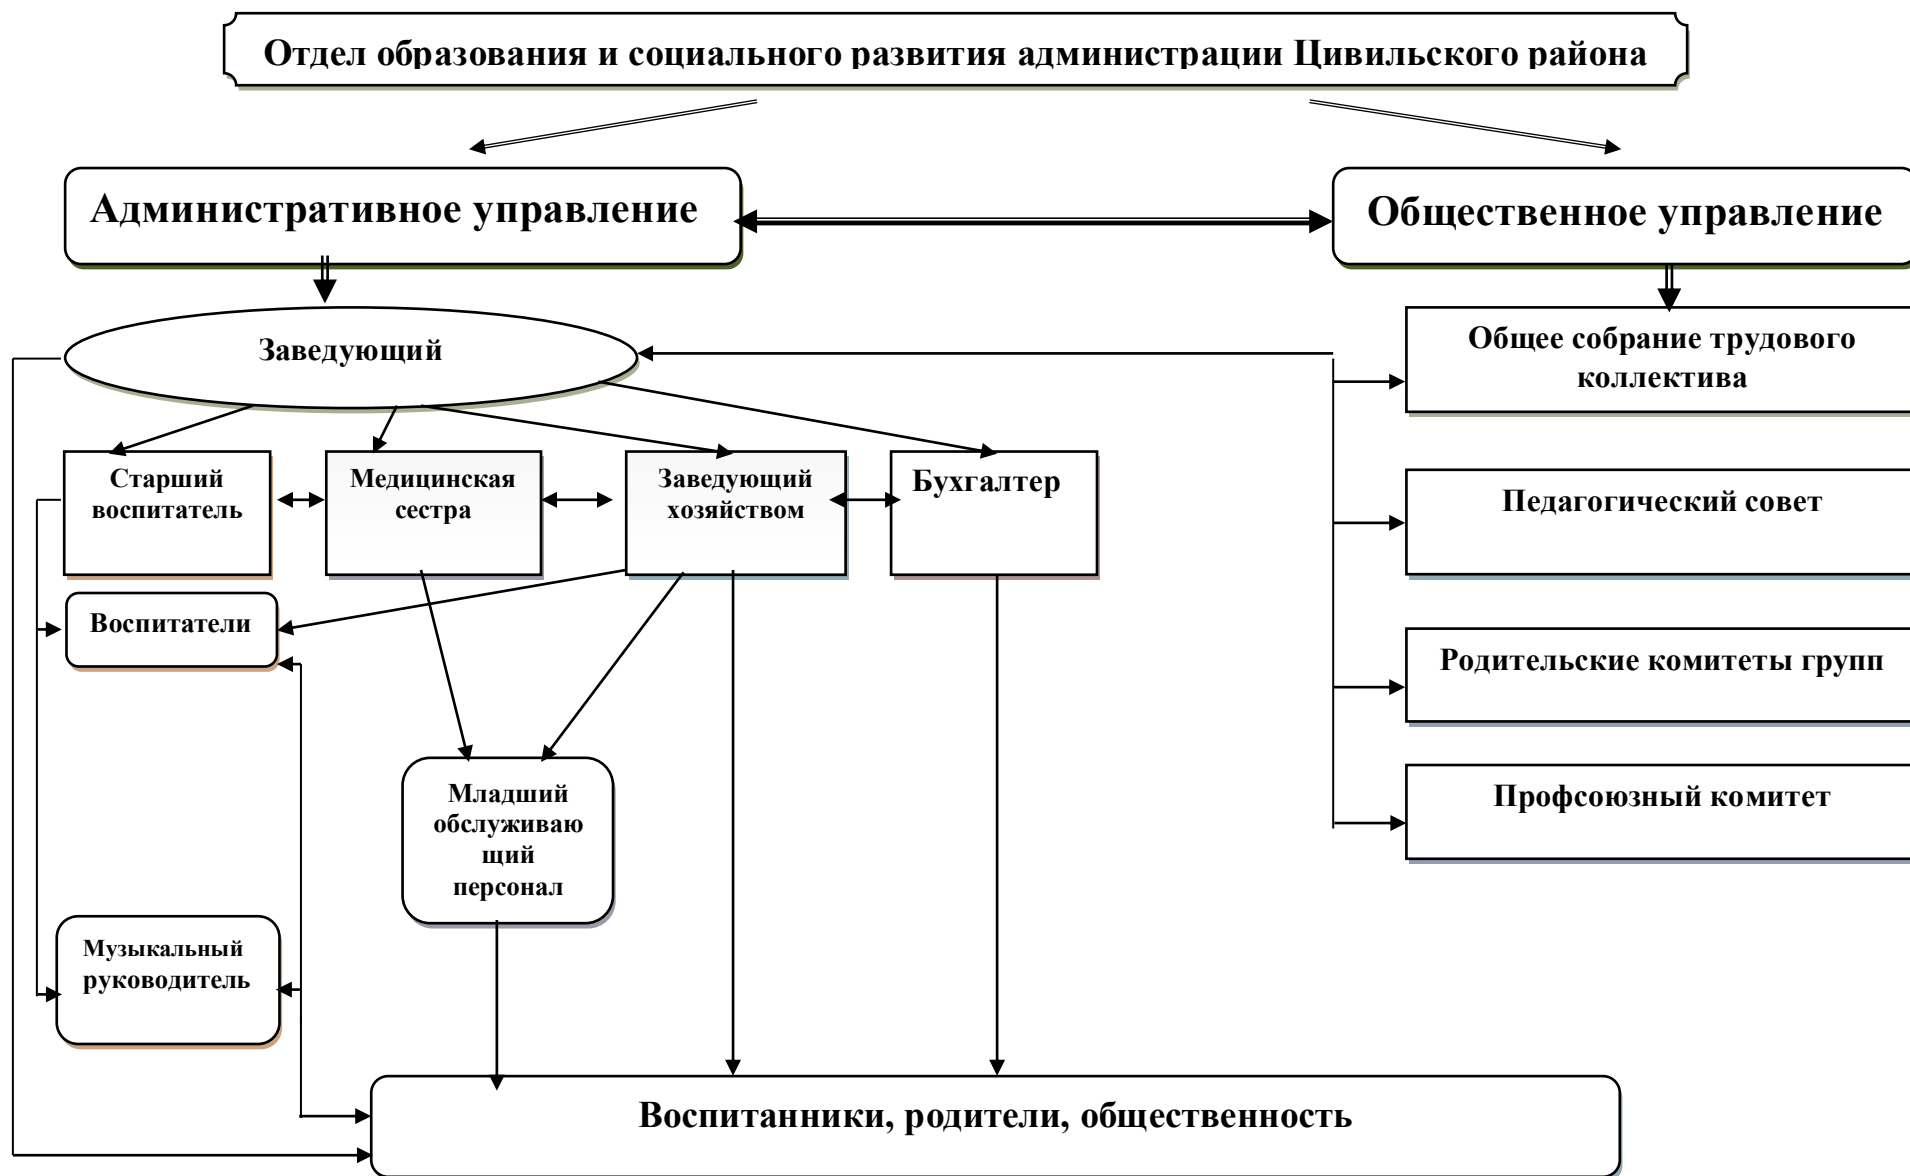 Отдел образования и социального развития администрации Цивильского района
Административное управление
Общественное управление
Заведующий
Общее собрание трудового
коллектива
Старший
воспитатель
Медицинская
сестра
Заведующий
хозяйством
Бухгалтер
Педагогический совет
Воспитатели
Родительские комитеты групп
Младший
обслуживаю
щий
персонал
Профсоюзный комитет
Музыкальный
руководитель
Воспитанники, родители, общественность